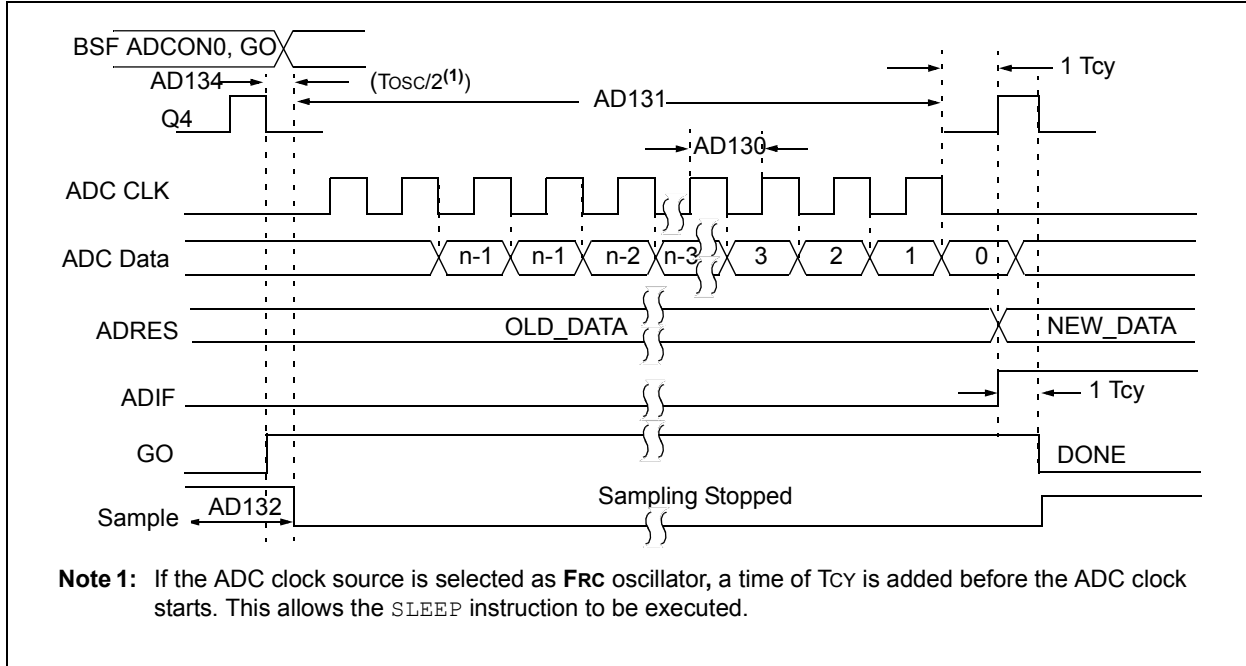 BSF ADCON0, GO
AD134 (TOSC/2(1)) 1 Tcy
AD131
Q4
AD130
ADC CLK
ADC Data n-1 n-1 n-2 n-3 3 2 1 0
ADRES OLD_DATA NEW_DATA
ADIF 1 Tcy
GO DONE
Sample AD132 Sampling Stopped
Note 1: If the ADC clock source is selected as FRC oscillator, a time of TCY is added before the ADC clock
starts. This allows the SLEEP instruction to be executed.